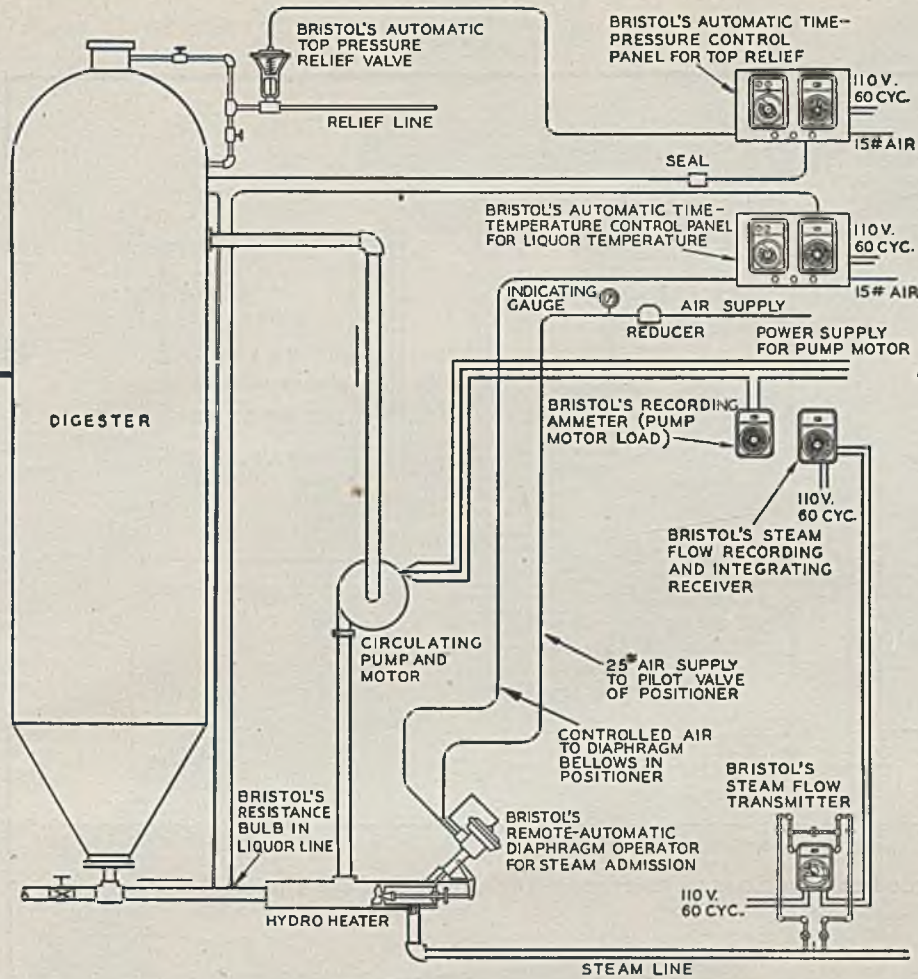 BRISTOL'S AUTOMATIC
TOP PRESSURE
RELIEF VALVE
RELIEF LINE
BRISTOL'S AUTOMATIC TIME-
PRESSURE CONTROL
PANEL FOR TOP RELIEF
110 V.
60 CYC.
15# AIR
SEAL
BRISTOL'S AUTOMATIC TIME-
TEMPERATURE CONTROL PANEL
FOR LIQUOR TEMPERATURE
110 V.
60 CYC.
15# AIR
INDICATING
GAUGE
AIR SUPPLY
REDUCER
POWER SUPPLY
FOR PUMP MOTOR
DIGESTER
BRISTOL'S RECORDING
AMMETER (PUMP
MOTOR LOAD)
110 V.
60 CYC.
BRISTOL'S STEAM
FLOW RECORDING
AND INTEGRATING
RECEIVER
CIRCULATING
PUMP AND
MOTOR
25# AIR SUPPLY
TO PILOT VALVE
OF POSITIONER
CONTROLLED AIR
TO DIAPHRAGM
BELLOWS IN
POSITIONER
BRISTOL'S
STEAM FLOW
TRANSMITTER
BRISTOL'S
RESISTANCE
BULB IN
LIQUOR LINE
BRISTOL'S
REMOTE-AUTOMATIC
DIAPHRAGM OPERATOR
FOR STEAM ADMISSION
110 V.
60 CYC.
HYDRO HEATER
STEAM LINE